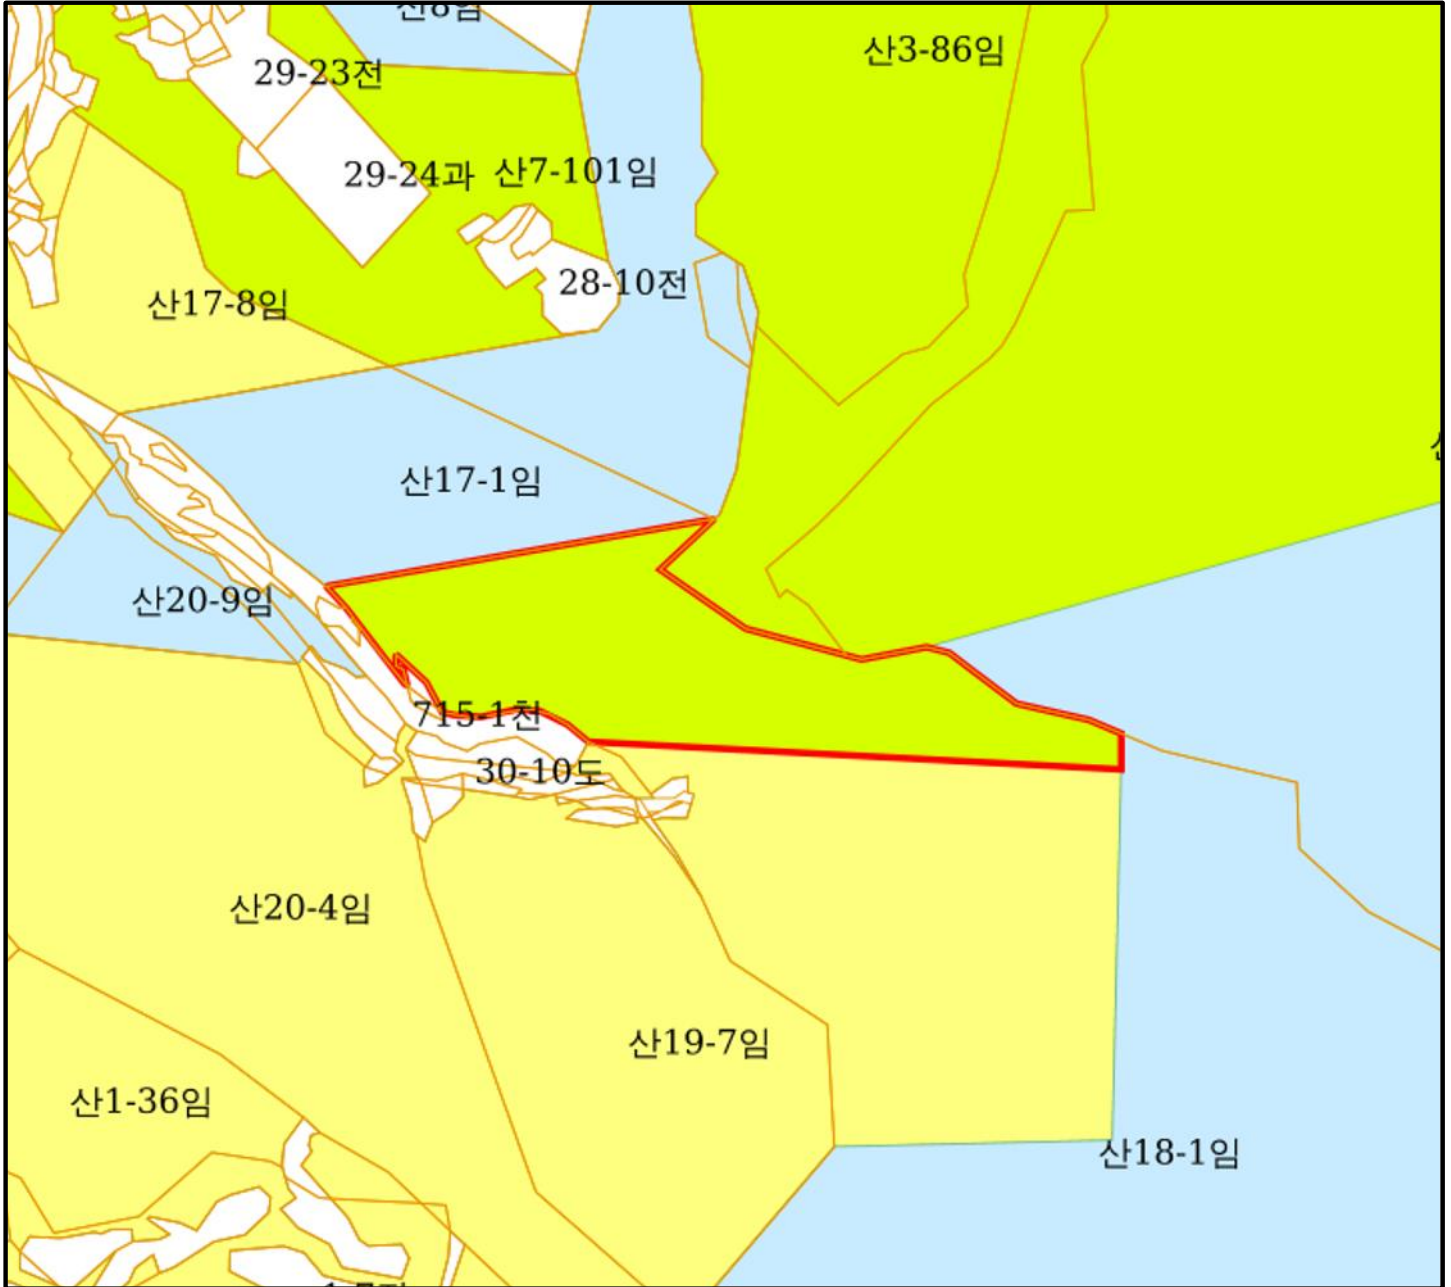 산8임
산3-86임
29-23전
29-24과
산7-101임
28-10전
산17-8임
산17-1임
산20-9임
715-1천
30-10도
산20-4임
산19-7임
산1-36임
산18-1임